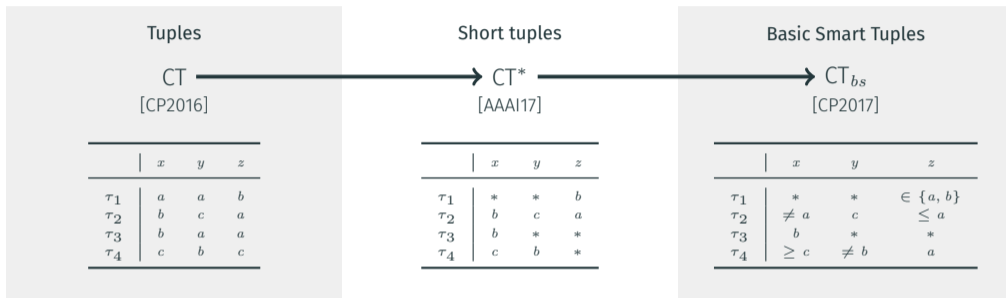 Tuples
CT
[CP2016]
x y z
τ1 a a b
τ2 b c a
τ3 b a a
τ4 c b c
Short tuples
CT*
[AAAI17]
x y z
τ1 * * b
τ2 b c a
τ3 b * *
τ4 c b *
Basic Smart Tuples
CTbs
[CP2017]
x y z
τ1 * * ∈ {a, b}
τ2 ≠ a c ≤ a
τ3 b * *
τ4 ≥ c ≠ b a